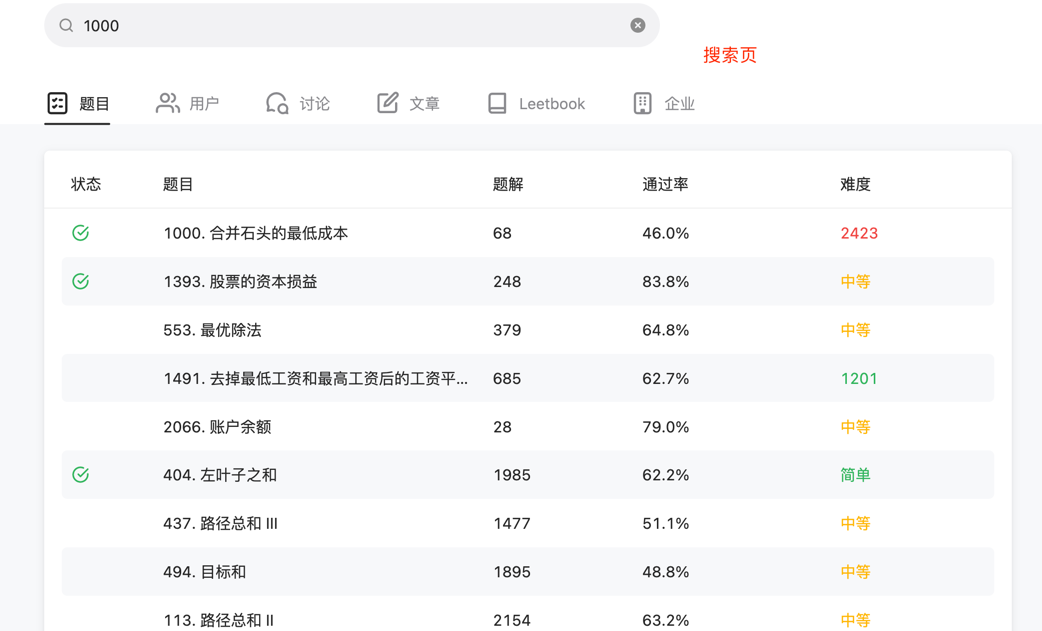 1000
搜索页
题目 用户 讨论 文章 Leetbook 企业
状态 题目 题解 通过率 难度
1000. 合并石头的最低成本 68 46.0% 2423
1393. 股票的资本损益 248 83.8% 中等
553. 最优除法 379 64.8% 中等
1491. 去掉最低工资和最高工资后的工资平... 685 62.7% 1201
2066. 账户余额 28 79.0% 中等
404. 左叶子之和 1985 62.2% 简单
437. 路径总和 III 1477 51.1% 中等
494. 目标和 1895 48.8% 中等
113. 路径总和 II 2154 63.2% 中等